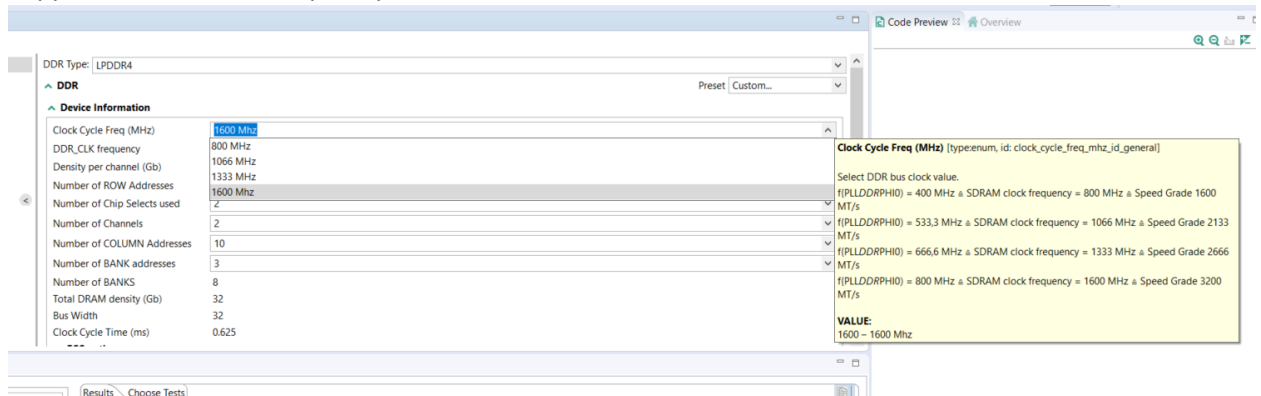 Code Preview Overview
DDR Type: LPDDR4
DDR Preset Custom...
Device Information
Clock Cycle Freq (MHz) 1600 Mhz
DDR_CLK frequency 800 MHz
Density per channel (Gb) 1066 MHz
1333 MHz
Number of ROW Addresses
1600 Mhz
Number of Chip Selects used 2
Number of Channels 2
Number of COLUMN Addresses 10
Number of BANK addresses 3
Number of BANKS 8
Total DRAM density (Gb) 32
Bus Width 32
Clock Cycle Time (ms) 0.625
Clock Cycle Freq (MHz) [type:enum, id: clock_cycle_freq_mhz_id_general]
Select DDR bus clock value.
f(PLLDDRPHI0) = 400 MHz ≙ SDRAM clock frequency = 800 MHz ≙ Speed Grade 1600
MT/s
f(PLLDDRPHI0) = 533,3 MHz ≙ SDRAM clock frequency = 1066 MHz ≙ Speed Grade 2133
MT/s
f(PLLDDRPHI0) = 666,6 MHz ≙ SDRAM clock frequency = 1333 MHz ≙ Speed Grade 2666
MT/s
f(PLLDDRPHI0) = 800 MHz ≙ SDRAM clock frequency = 1600 MHz ≙ Speed Grade 3200
MT/s
VALUE:
1600 – 1600 Mhz
Results Choose Tests